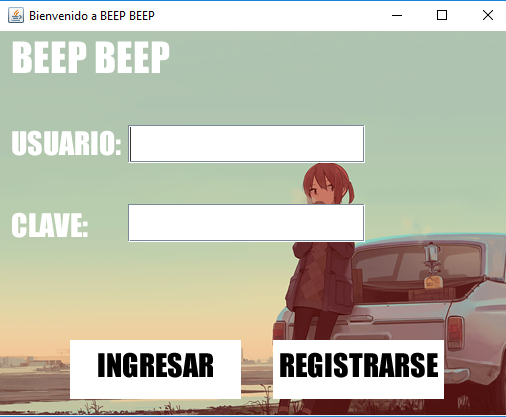 Bienvenido a BEEP BEEP
BEEP BEEP
USUARIO:
CLAVE:
INGRESAR REGISTRARSE